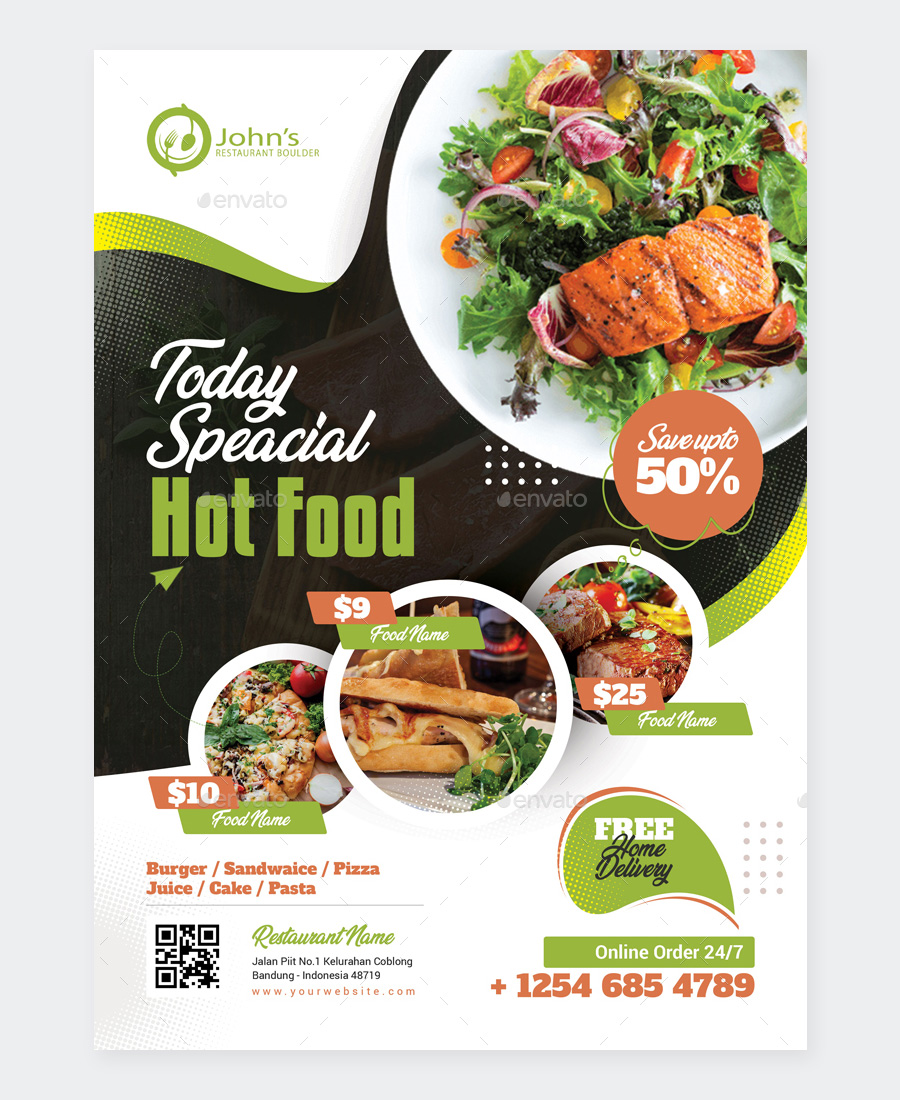 John's
RESTAURANT BOULDER
envato
Today
Speacial
Hot Food
envato
envato
Save upto
50%
$9
Food Name
$25
Food Name
$10
Food Name
envato
FREE
Home
Delivery
Burger / Sandwaice / Pizza
Juice / Cake / Pasta
Restaurant Name
Jalan Piit No.1 Kelurahan Coblong
Bandung - Indonesia 48719
www.yourwebsite.com
Online Order 24/7
+ 1254 685 4789